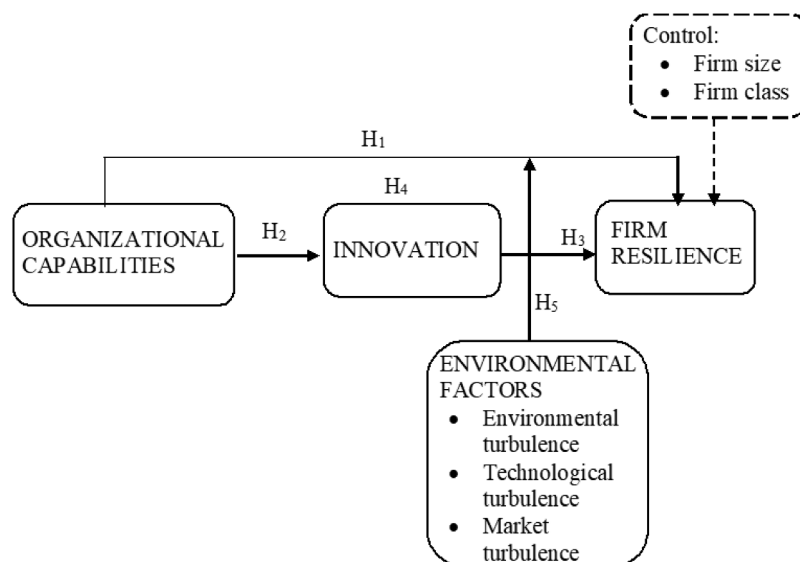 Control:
• Firm size
• Firm class
H₁
H₄
ORGANIZATIONAL
CAPABILITIES
H₂
INNOVATION
H₃
FIRM
RESILIENCE
H₅
ENVIRONMENTAL
FACTORS
• Environmental
turbulence
• Technological
turbulence
• Market
turbulence